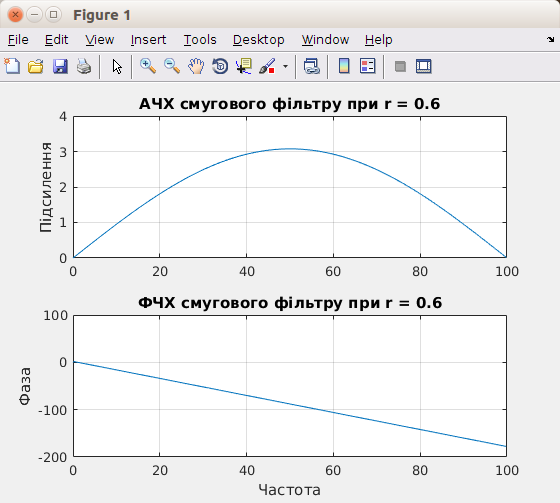 Figure 1
File Edit View Insert Tools Desktop Window Help
АЧХ смугового фільтру при r = 0.6
4
3
2
1
0
Підсилення
0 20 40 60 80 100
ФЧХ смугового фільтру при r = 0.6
100
0
-100
-200
Фаза
0 20 40 60 80 100
Частота